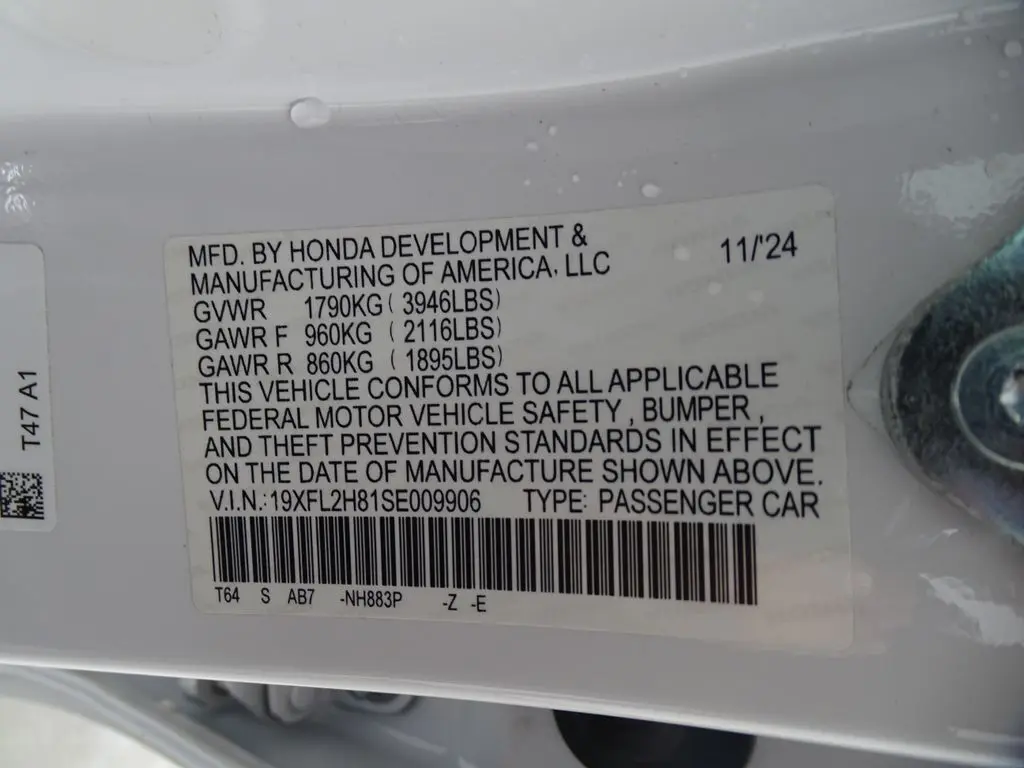 MFD. BY HONDA DEVELOPMENT &
MANUFACTURING OF AMERICA, LLC
11/'24
GVWR 1790KG ( 3946LBS)
GAWR F 960KG ( 2116LBS)
GAWR R 860KG ( 1895LBS)
THIS VEHICLE CONFORMS TO ALL APPLICABLE
FEDERAL MOTOR VEHICLE SAFETY , BUMPER ,
AND THEFT PREVENTION STANDARDS IN EFFECT
ON THE DATE OF MANUFACTURE SHOWN ABOVE.
V.I.N.: 19XFL2H81SE009906 TYPE: PASSENGER CAR
T64 S AB7 -NH883P -Z -E
T47 A1